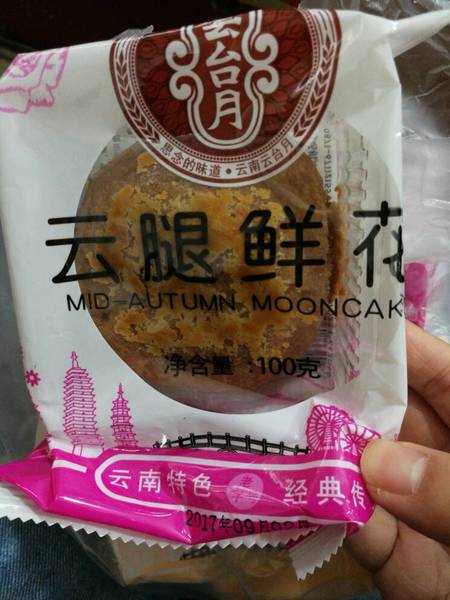 雲台月
思念的味道·云南云台月
云腿鲜花
MID-AUTUMN MOONCAK
净含量:100克
云南特色
经典传